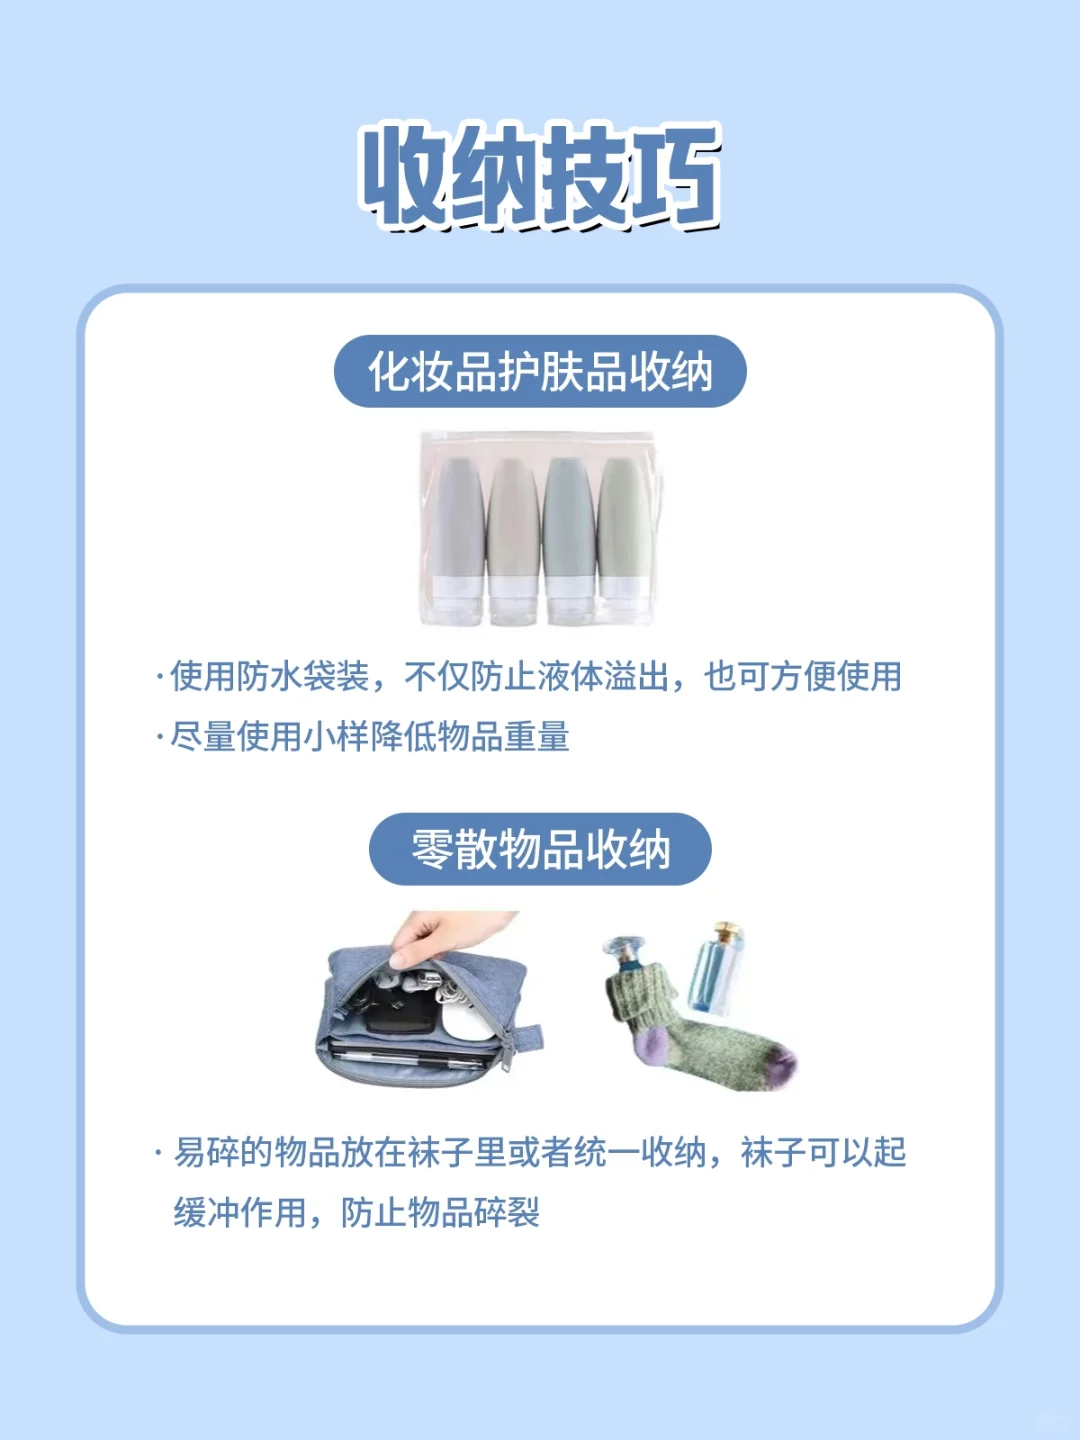 收纳技巧
化妆品护肤品收纳
·使用防水袋装，不仅防止液体溢出，也可方便使用
·尽量使用小样降低物品重量
零散物品收纳
· 易碎的物品放在袜子里或者统一收纳，袜子可以起
缓冲作用，防止物品碎裂